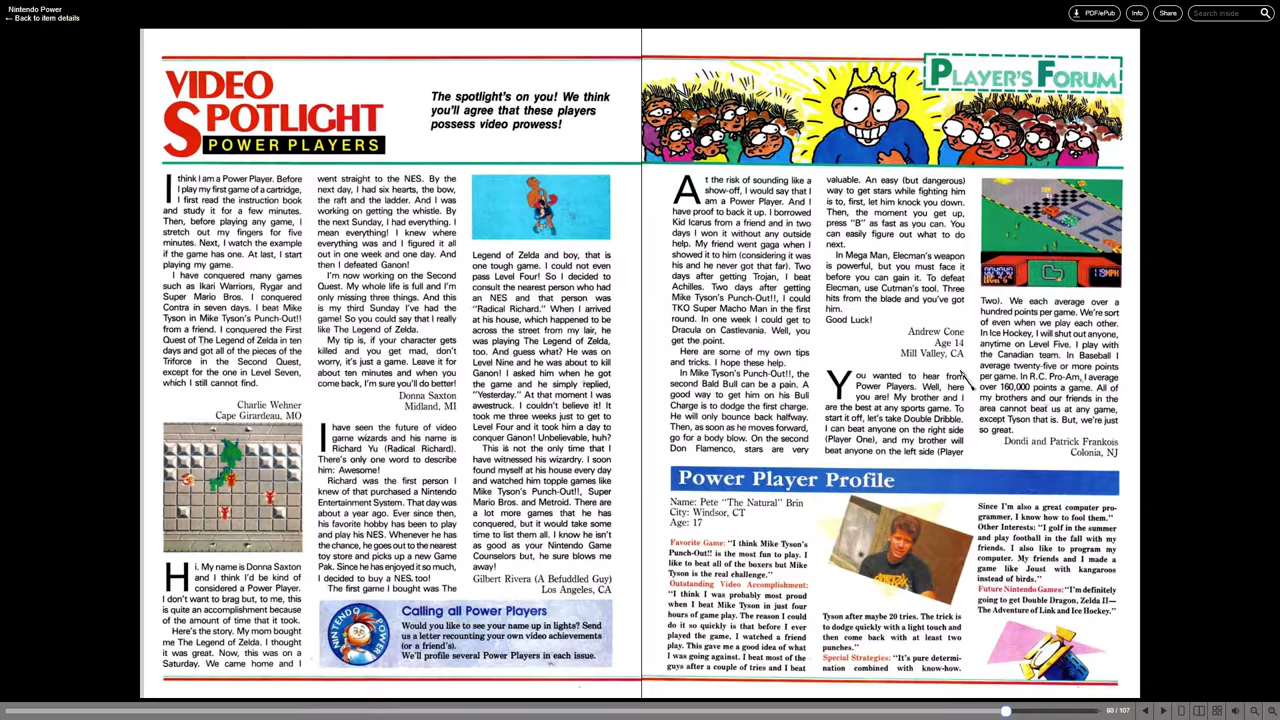 Nintendo Power
← Back to item details
PDF/ePub
Info
Share
Search inside
VIDEO
SPOTLIGHT
POWER PLAYERS
The spotlight's on you! We think
you'll agree that these players
possess video prowess!
I think I am a Power Player. Before
I play my first game of a cartridge,
I first read the instruction book
and study it for a few minutes.
Then, before playing any game, I
stretch out my fingers for five
minutes. Next, I watch the example
if the game has one. At last, I start
playing my game.
I have conquered many games
such as Ikari Warriors, Rygar and
Super Mario Bros. I conquered
Contra in seven days. I beat Mike
Tyson in Mike Tyson's Punch-Out!!
from a friend. I conquered the First
Quest of The Legend of Zelda in ten
days and got all of the pieces of the
Triforce in the Second Quest,
except for the one in Level Seven,
which I still cannot find.
Charlie Wehner
Cape Girardeau, MO
Hi. My name is Donna Saxton
and I think I'd be kind of
considered a Power Player.
I don't want to brag but, to me, this
is quite an accomplishment because
of the amount of time that it took.
Here's the story. My mom bought
me The Legend of Zelda. I thought
it was great. Now, this was on a
Saturday. We came home and I
went straight to the NES. By the
next day, I had six hearts, the bow,
the raft and the ladder. And I was
working on getting the whistle. By
the next Sunday, I had everything. I
mean everything! I knew where
everything was and I figured it all
out in one week and one day. And
then I defeated Ganon!
I'm now working on the Second
Quest. My whole life is full and I'm
only missing three things. And this
is my third Sunday I've had the
game! So you could say that I really
like The Legend of Zelda.
My tip is, if your character gets
killed and you get mad, don't
worry, it's just a game. Leave it for
about ten minutes and when you
come back, I'm sure you'll do better!
Donna Saxton
Midland, MI
I have seen the future of video
game wizards and his name is
Richard Yu (Radical Richard).
There's only one word to describe
him: Awesome!
Richard was the first person I
knew of that purchased a Nintendo
Entertainment System. That day was
about a year ago. Ever since then,
his favorite hobby has been to play
and play his NES. Whenever he has
the chance, he goes out to the nearest
toy store and picks up a new Game
Pak. Since he has enjoyed it so much,
I decided to buy a NES, too!
The first game I bought was The
Legend of Zelda and boy, that is
one tough game. I could not even
pass Level Four! So I decided to
consult the nearest person who had
an NES and that person was
"Radical Richard." When I arrived
at his house, which happened to be
across the street from my lair, he
was playing The Legend of Zelda,
too. And guess what? He was on
Level Nine and he was about to kill
Ganon! I asked him when he got
the game and he simply replied,
"Yesterday." At that moment I was
awestruck. I couldn't believe it! It
took me three weeks just to get to
Level Four and it took him a day to
conquer Ganon! Unbelievable, huh?
This is not the only time that I
have witnessed his wizardry. I soon
found myself at his house every day
and watched him topple games like
Mike Tyson's Punch-Out!!, Super
Mario Bros. and Metroid. There are
a lot more games that he has
conquered, but it would take some
time to list them all. I know he isn't
as good as your Nintendo Game
Counselors but, he sure blows me
away!
Gilbert Rivera (A Befuddled Guy)
Los Angeles, CA
NINTENDO
POWER
Calling all Power Players
Would you like to see your name up in lights? Send
us a letter recounting your own video achievements
(or a friend's).
We'll profile several Power Players in each issue.
PLAYER'S FORUM
At the risk of sounding like a
show-off, I would say that I
am a Power Player. And I
have proof to back it up. I borrowed
Kid Icarus from a friend and in two
days I won it without any outside
help. My friend went gaga when I
showed it to him (considering it was
his and he never got that far). Two
days after getting Trojan, I beat
Achilles. Two days after getting
Mike Tyson's Punch-Out!!, I could
TKO Super Macho Man in the first
round. In one week I could get to
Dracula on Castlevania. Well, you
get the point.
Here are some of my own tips
and tricks. I hope these help.
In Mike Tyson's Punch-Out!!, the
second Bald Bull can be a pain. A
good way to get him on his Bull
Charge is to dodge the first charge.
He will only bounce back halfway.
Then, as soon as he moves forward,
go for a body blow. On the second
Don Flamenco, stars are very
valuable. An easy (but dangerous)
way to get stars while fighting him
is to, first, let him knock you down.
Then, the moment you get up,
press "B" as fast as you can. You
can easily figure out what to do
next.
In Mega Man, Elecman's weapon
is powerful, but you must face it
before you can gain it. To defeat
Elecman, use Cutman's tool. Three
hits from the blade and you've got
him.
Good Luck!
Andrew Cone
Age 14
Mill Valley, CA
You wanted to hear from
Power Players. Well, here
you are! My brother and I
are the best at any sports game. To
start it off, let's take Double Dribble.
I can beat anyone on the right side
(Player One), and my brother will
beat anyone on the left side (Player
Two). We each average over a
hundred points per game. We're sort
of even when we play each other.
In Ice Hockey, I will shut out anyone,
anytime on Level Five. I play with
the Canadian team. In Baseball I
average twenty-five or more points
per game. In R.C. Pro-Am, I average
over 160,000 points a game. All of
my brothers and our friends in the
area cannot beat us at any game,
except Tyson that is. But, we're just
so great.
Dondi and Patrick Frankois
Colonia, NJ
Power Player Profile
Name: Pete "The Natural" Brin
City: Windsor, CT
Age: 17
Favorite Game: "I think Mike Tyson's
Punch-Out!! is the most fun to play. I
like to beat all of the boxers but Mike
Tyson is the real challenge."
Outstanding Video Accomplishment:
"I think I was probably most proud
when I beat Mike Tyson in just four
hours of game play. The reason I could
do it so quickly is that before I ever
played the game, I watched a friend
play. This gave me a good idea of what
I was going against. I beat most of the
guys after a couple of tries and I beat
Tyson after maybe 20 tries. The trick is
to dodge quickly with a light touch and
then come back with at least two
punches."
Special Strategies: "It's pure determi-
nation combined with know-how.
Since I'm also a great computer pro-
grammer, I know how to fool them."
Other Interests: "I golf in the summer
and play football in the fall with my
friends. I also like to program my
computer. My friends and I made a
game like Joust with kangaroos
instead of birds."
Future Nintendo Games: "I'm definitely
going to get Double Dragon, Zelda II—
The Adventure of Link and Ice Hockey."
98 / 107